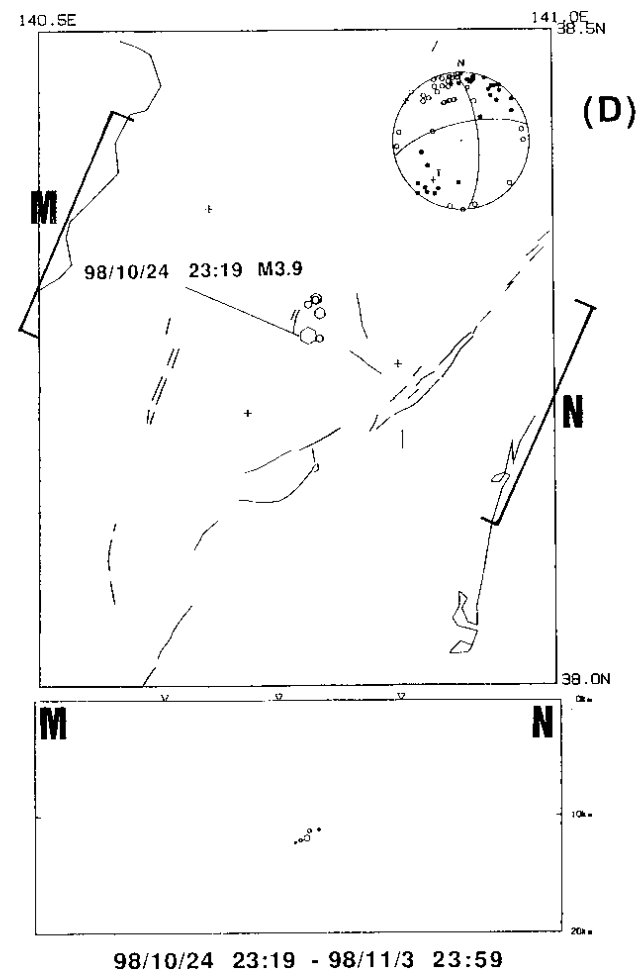 140.5E
141.0E
38.5N
N
(D)
T
M
98/10/24 23:19 M3.9
N
38.0N
0km
M
N
10km
20km
98/10/24 23:19 - 98/11/3 23:59